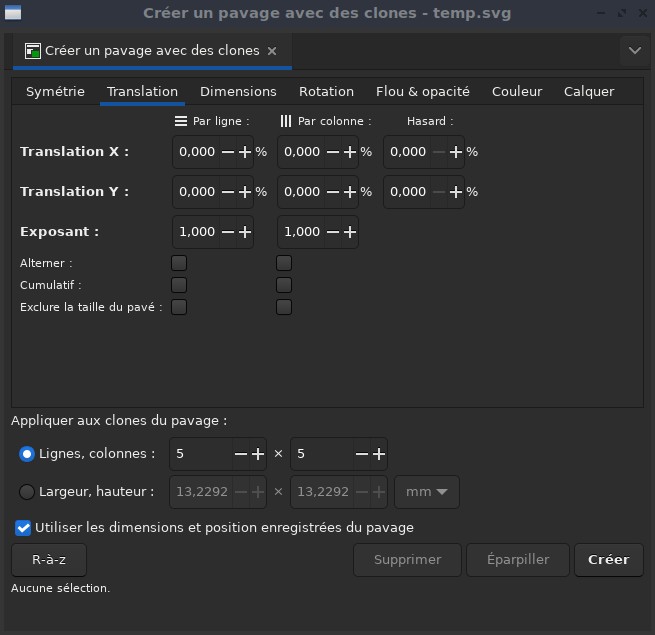 Créer un pavage avec des clones - temp.svg
Créer un pavage avec des clones
Symétrie Translation Dimensions Rotation Flou & opacité Couleur Calquer
Par ligne : Par colonne : Hasard :
Translation X : 0,000 % 0,000 % 0,000 %
Translation Y : 0,000 % 0,000 % 0,000 %
Exposant : 1,000 1,000
Alterner :
Cumulatif :
Exclure la taille du pavé :
Appliquer aux clones du pavage :
Lignes, colonnes : 5 × 5
Largeur, hauteur : 13,2292 × 13,2292 mm
Utiliser les dimensions et position enregistrées du pavage
R-à-z Supprimer Éparpiller Créer
Aucune sélection.